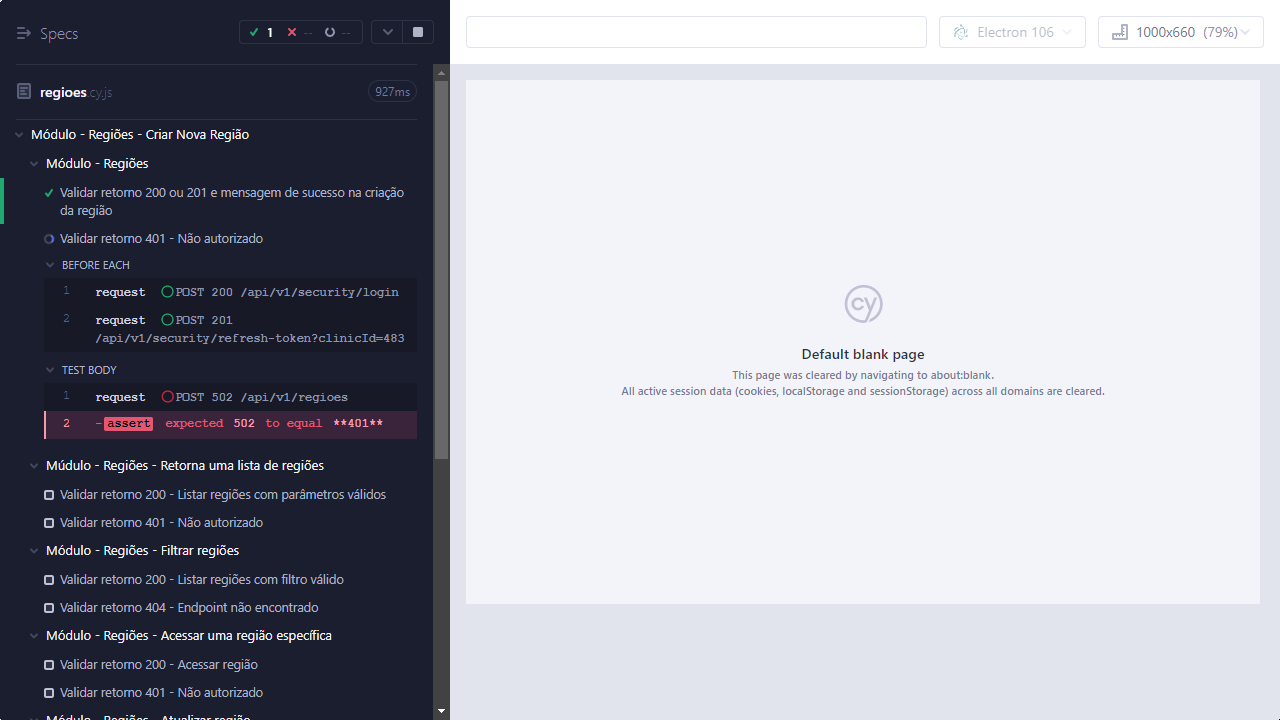 Specs
1
--
--
Electron 106
1000x660 (79%)
regioes.cy.js
927ms
Módulo - Regiões - Criar Nova Região
Módulo - Regiões
Validar retorno 200 ou 201 e mensagem de sucesso na criação
da região
Validar retorno 401 - Não autorizado
BEFORE EACH
1 request POST 200 /api/v1/security/login
2 request POST 201
/api/v1/security/refresh-token?clinicId=483
TEST BODY
1 request POST 502 /api/v1/regioes
2 -assert expected 502 to equal **401**
Múdulo - Regiões - Retorna uma lista de regiões
Validar retorno 200 - Listar regiões com parâmetros válidos
Validar retorno 401 - Não autorizado
Módulo - Regiões - Filtrar regiões
Validar retorno 200 - Listar regiões com filtro válido
Validar retorno 404 - Endpoint não encontrado
Módulo - Regiões - Acessar uma região específica
Validar retorno 200 - Acessar região
Validar retorno 401 - Não autorizado
Módulo - Regiões - Atualizar região
cy
Default blank page
This page was cleared by navigating to about:blank.
All active session data (cookies, localStorage and sessionStorage) across all domains are cleared.